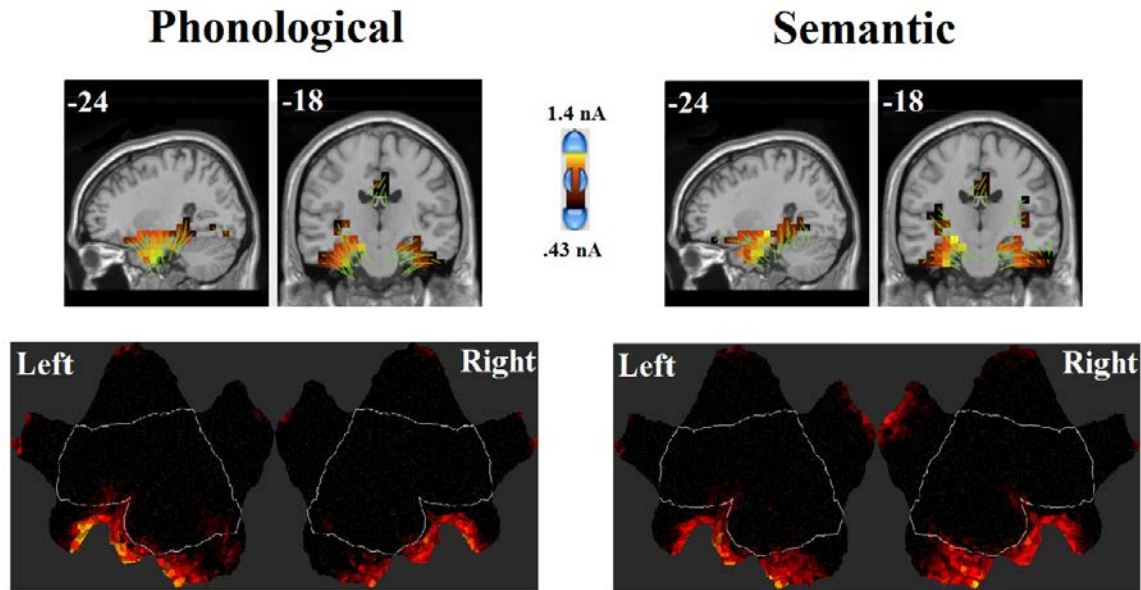 Phonological
Semantic
-24
-18
1.4 nA
.43 nA
-24
-18
Left
Right
Left
Right